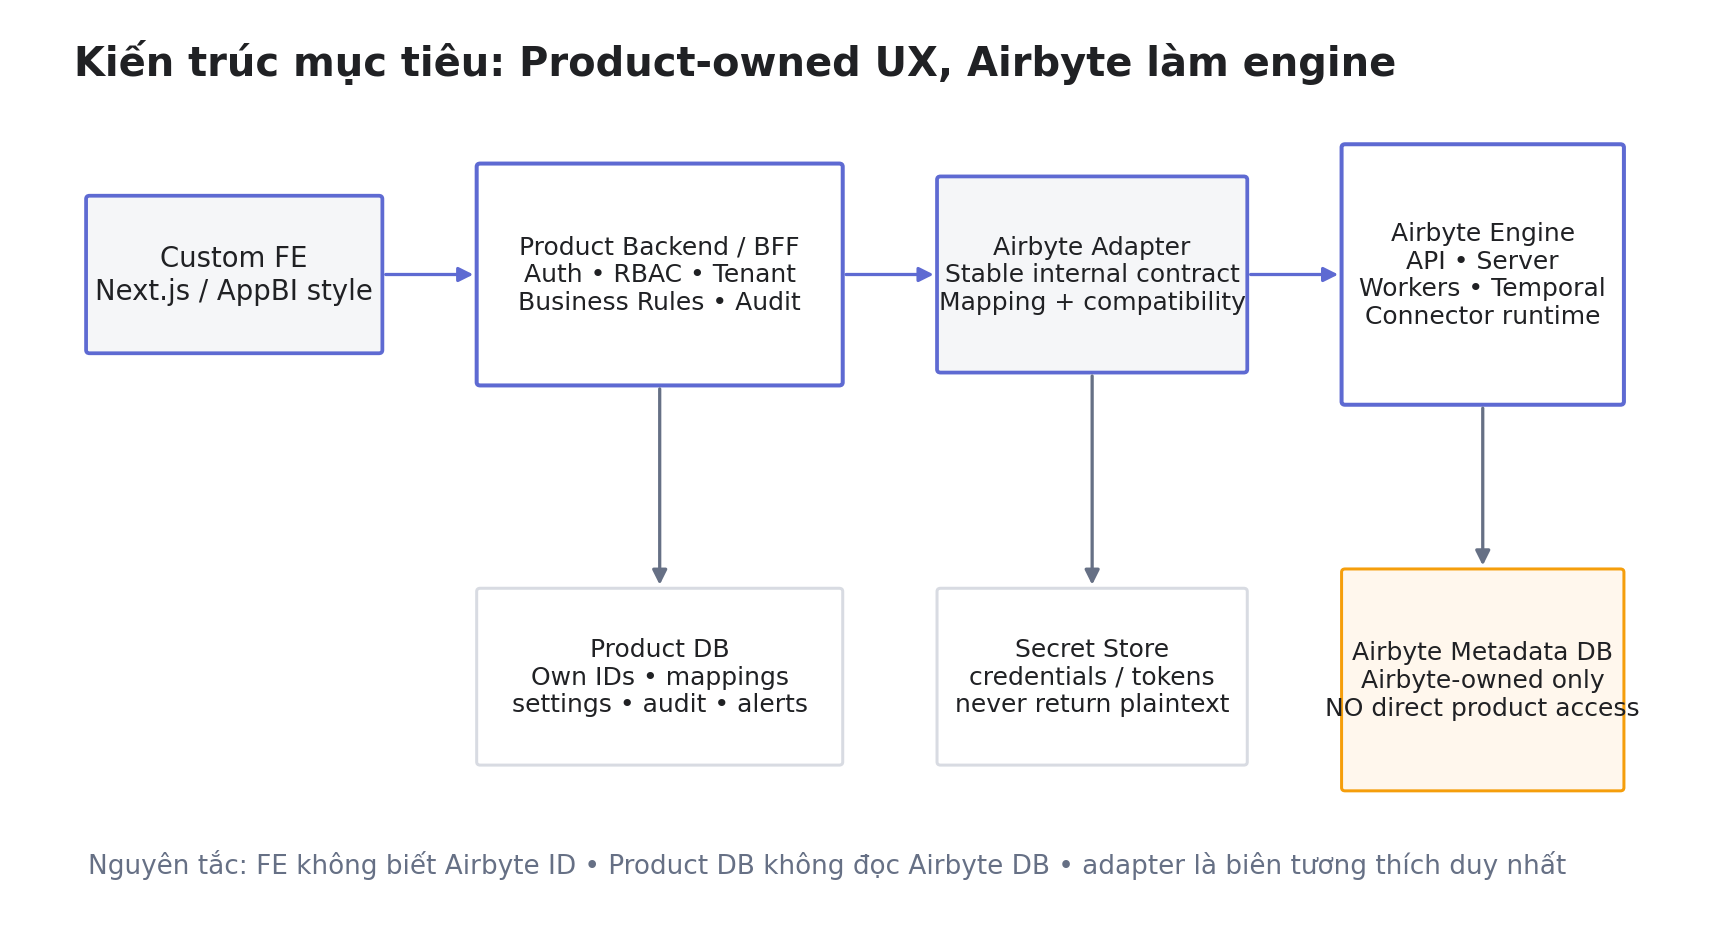 Kiến trúc mục tiêu: Product-owned UX, Airbyte làm engine
Custom FE
Next.js / AppBI style
Product Backend / BFF
Auth • RBAC • Tenant
Business Rules • Audit
Airbyte Adapter
Stable internal contract
Mapping + compatibility
Airbyte Engine
API • Server
Workers • Temporal
Connector runtime
Product DB
Own IDs • mappings
settings • audit • alerts
Secret Store
credentials / tokens
never return plaintext
Airbyte Metadata DB
Airbyte-owned only
NO direct product access
Nguyên tắc: FE không biết Airbyte ID • Product DB không đọc Airbyte DB • adapter là biên tương thích duy nhất